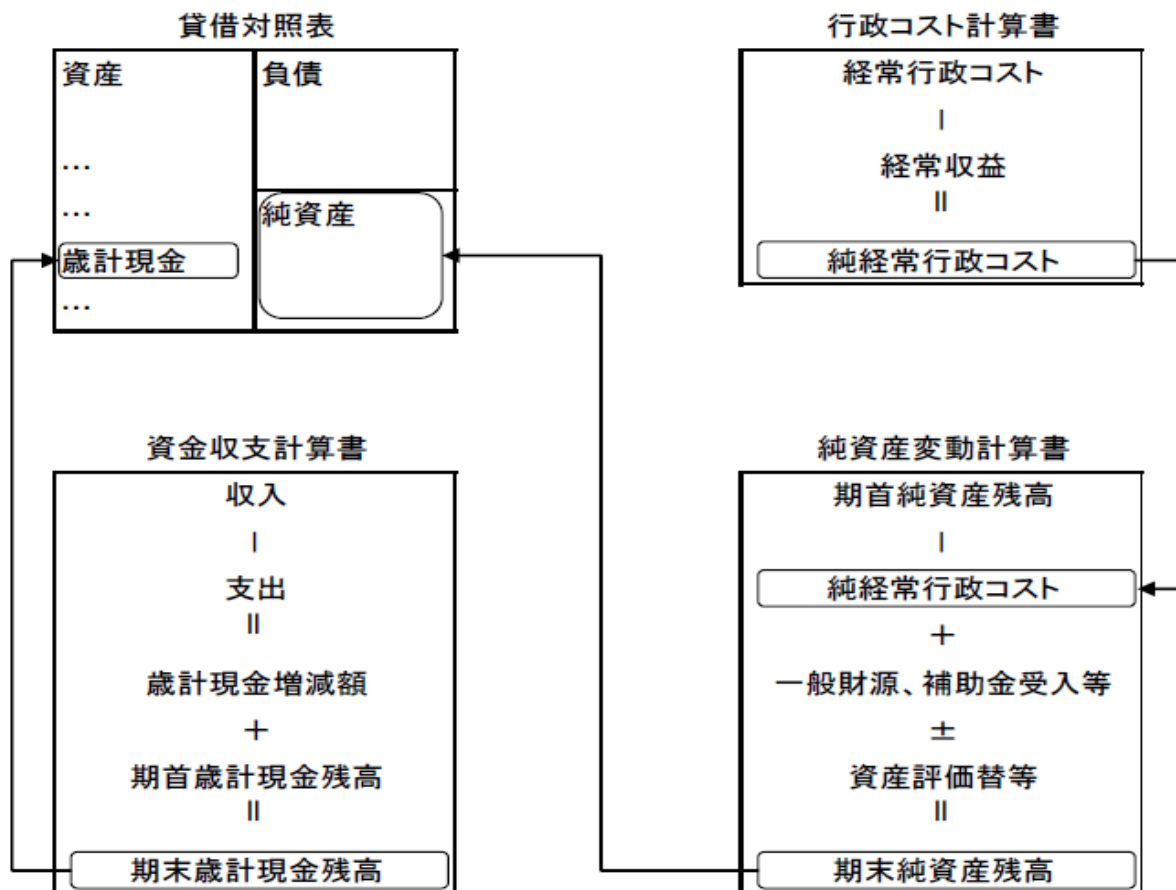 貸借対照表
資産
負債
…
…
純資産
歳計現金
…
行政コスト計算書
経常行政コスト
－
経常収益
＝
純経常行政コスト
資金収支計算書
収入
－
支出
＝
歳計現金増減額
＋
期首歳計現金残高
＝
期末歳計現金残高
純資産変動計算書
期首純資産残高
－
純経常行政コスト
＋
一般財源、補助金受入等
±
資産評価替等
＝
期末純資産残高